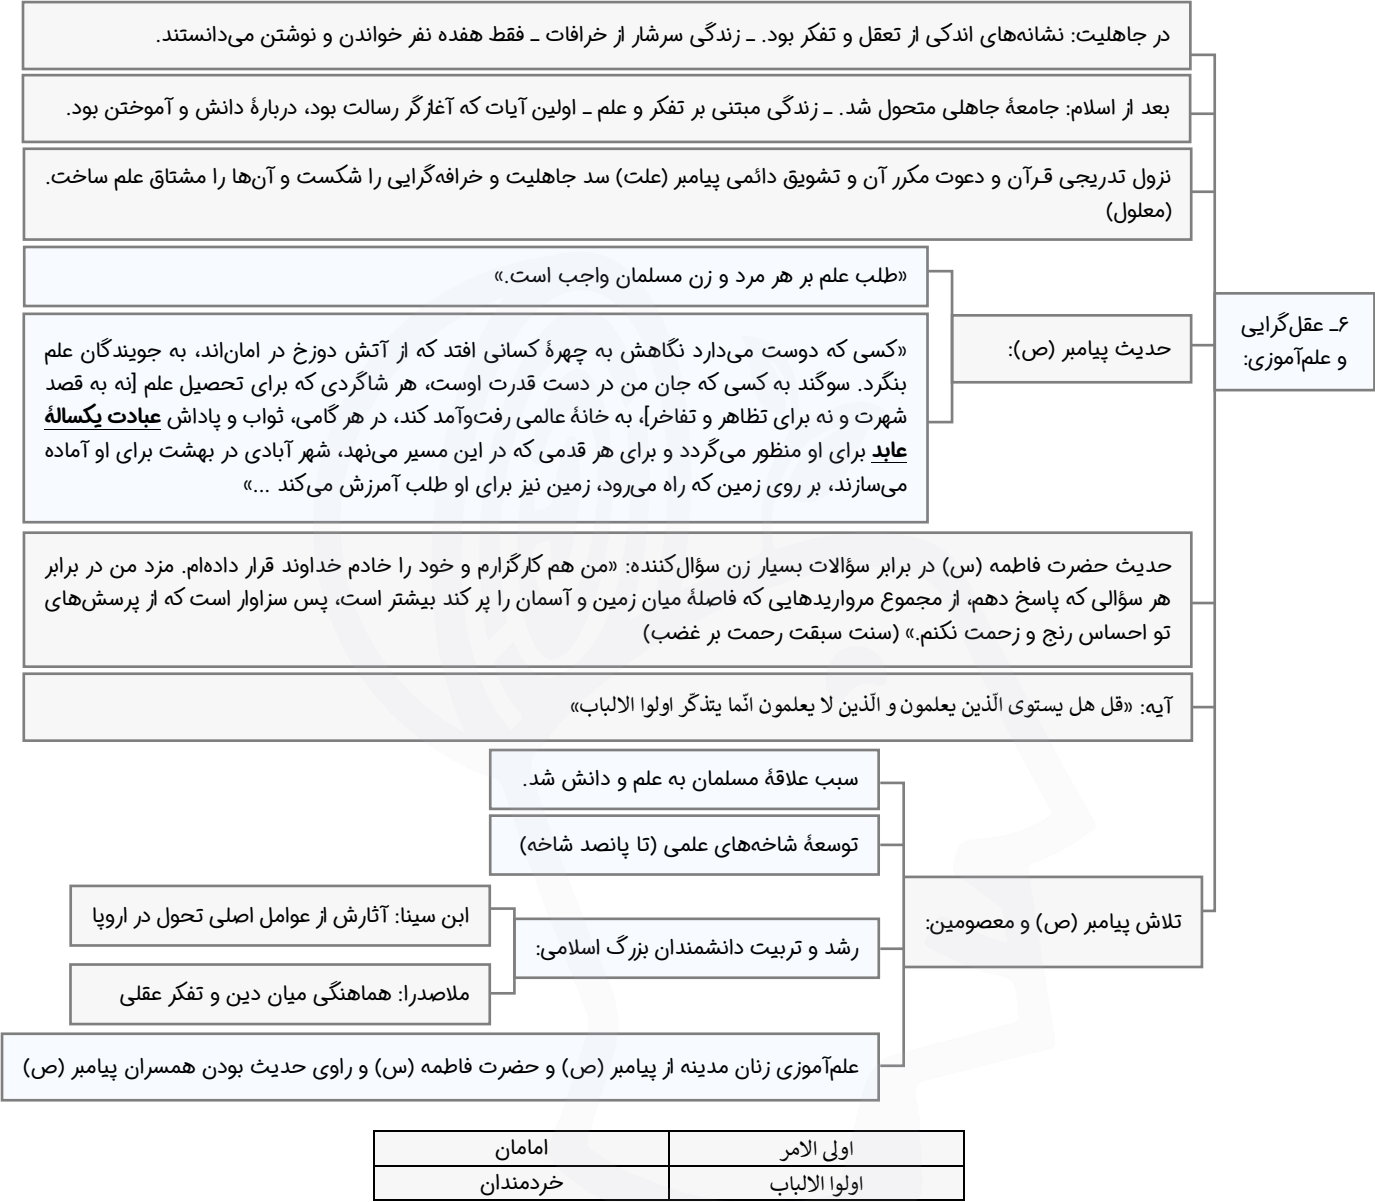 در جاهلیت: نشانه‌های اندکی از تعقل و تفکر بود. ـ زندگی سرشار از خرافات ـ فقط هفده نفر خواندن و نوشتن می‌دانستند.
بعد از اسلام: جامعهٔ جاهلی متحول شد. ـ زندگی مبتنی بر تفکر و علم ـ اولین آیات که آغازگر رسالت بود، دربارهٔ دانش و آموختن بود.
نزول تدریجی قرآن و دعوت مکرر آن و تشویق دائمی پیامبر (علت) سد جاهلیت و خرافه‌گرایی را شکست و آن‌ها را مشتاق علم ساخت.
(معلول)
۶ـ عقل‌گرایی
و علم‌آموزی:
حدیث پیامبر (ص):
«طلب علم بر هر مرد و زن مسلمان واجب است.»
«کسی که دوست می‌دارد نگاهش به چهرهٔ کسانی افتد که از آتش دوزخ در امان‌اند، به جویندگان علم
بنگرد. سوگند به کسی که جان من در دست قدرت اوست، هر شاگردی که برای تحصیل علم [نه به قصد
شهرت و نه برای تظاهر و تفاخر]، به خانهٔ عالمی رفت‌وآمد کند، در هر گامی، ثواب و پاداش عبادت یکسالهٔ
عابد برای او منظور می‌گردد و برای هر قدمی که در این مسیر می‌نهد، شهر آبادی در بهشت برای او آماده
می‌سازند، بر روی زمین که راه می‌رود، زمین نیز برای او طلب آمرزش می‌کند ...»
حدیث حضرت فاطمه (س) در برابر سؤالات بسیار زن سؤال‌کننده: «من هم کارگزارم و خود را خادم خداوند قرار داده‌ام. مزد من در برابر
هر سؤالی که پاسخ دهم، از مجموع مرواریدهایی که فاصلهٔ میان زمین و آسمان را پر کند بیشتر است، پس سزاوار است که از پرسش‌های
تو احساس رنج و زحمت نکنم.» (سنت سبقت رحمت بر غضب)
آیه: «قل هل یستوی الّذین یعلمون و الّذین لا یعلمون انّما یتذکّر اولوا الالباب»
تلاش پیامبر (ص) و معصومین:
سبب علاقهٔ مسلمان به علم و دانش شد.
توسعهٔ شاخه‌های علمی (تا پانصد شاخه)
رشد و تربیت دانشمندان بزرگ اسلامی:
ابن سینا: آثارش از عوامل اصلی تحول در اروپا
ملاصدرا: هماهنگی میان دین و تفکر عقلی
علم‌آموزی زنان مدینه از پیامبر (ص) و حضرت فاطمه (س) و راوی حدیث بودن همسران پیامبر (ص)
اولی الامر امامان
اولوا الالباب خردمندان